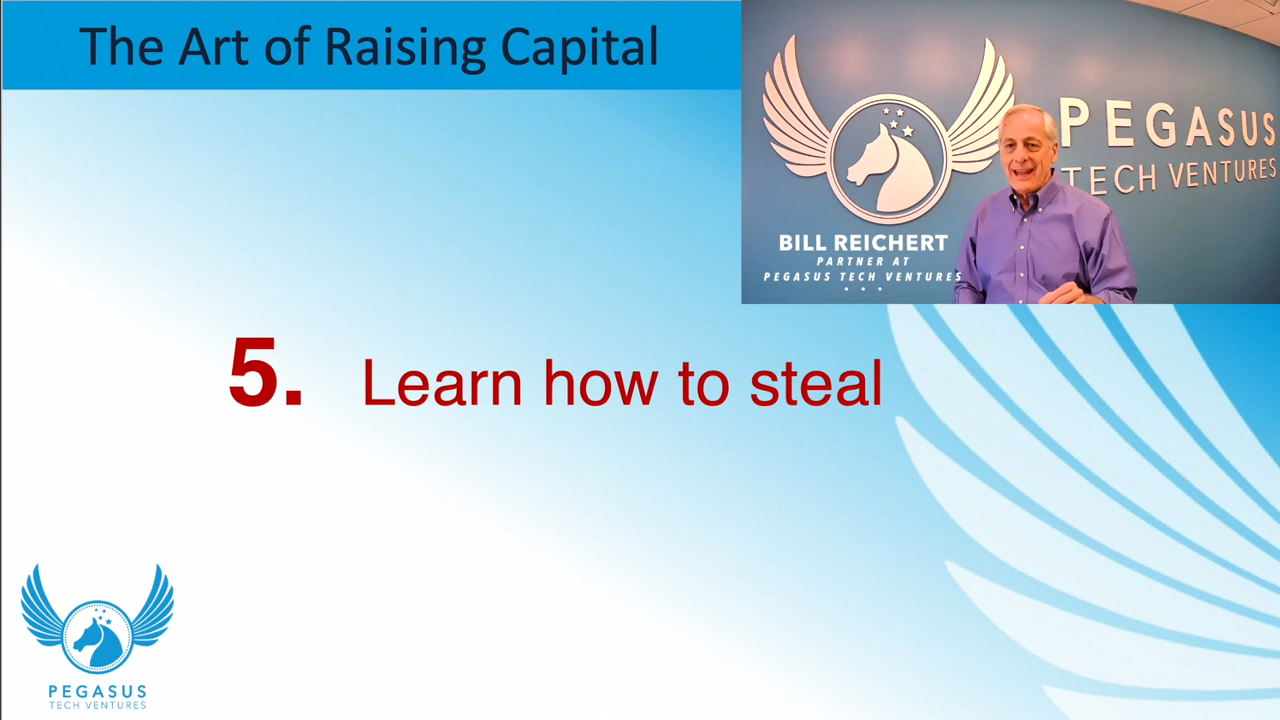 The Art of Raising Capital
PEGASUS
TECH VENTURES
BILL REICHERT
PARTNER AT
PEGASUS TECH VENTURES
5. Learn how to steal
PEGASUS
TECH VENTURES